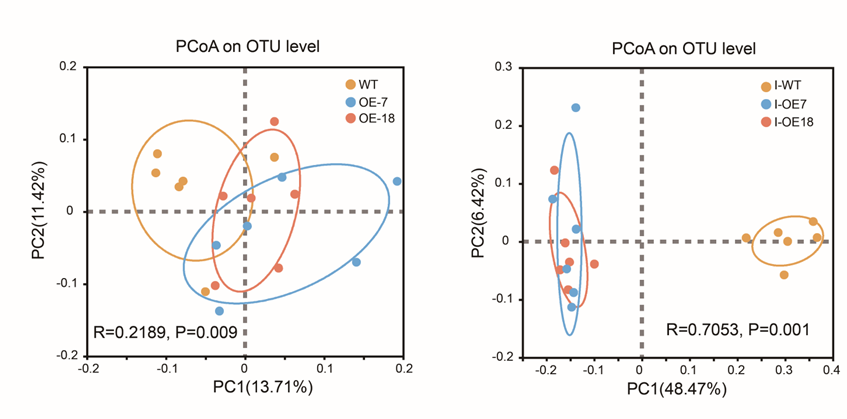 PCoA on OTU level
0.2
0.1
0
-0.1
-0.2
PC2(11.42%)
WT
OE-7
OE-18
R=0.2189, P=0.009
-0.2
-0.1
0
0.1
0.2
PC1(13.71%)
PCoA on OTU level
0.3
0.2
0.1
0
-0.1
-0.2
PC2(6.42%)
I-WT
I-OE7
I-OE18
R=0.7053, P=0.001
-0.2
-0.1
0
0.1
0.2
0.3
0.4
PC1(48.47%)